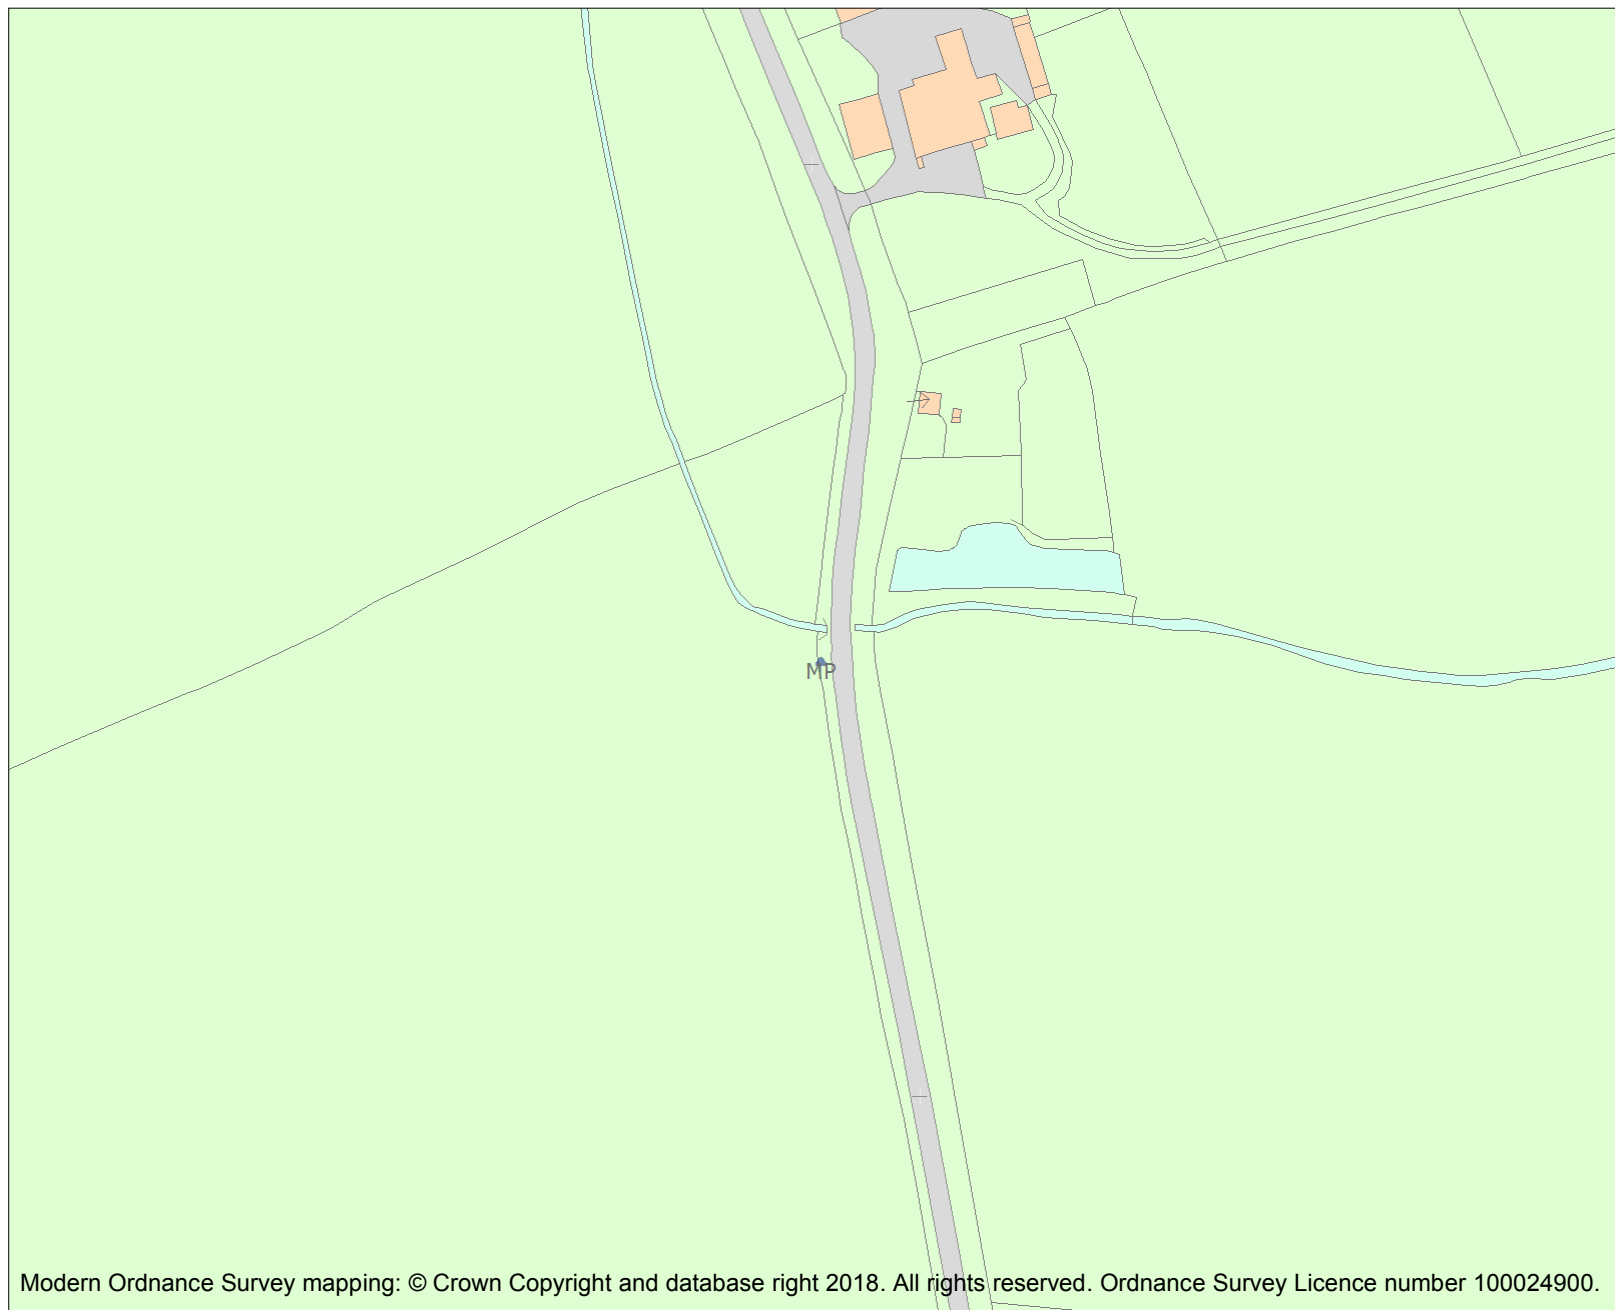 MP
Modern Ordnance Survey mapping: © Crown Copyright and database right 2018. All rights reserved. Ordnance Survey Licence number 100024900.